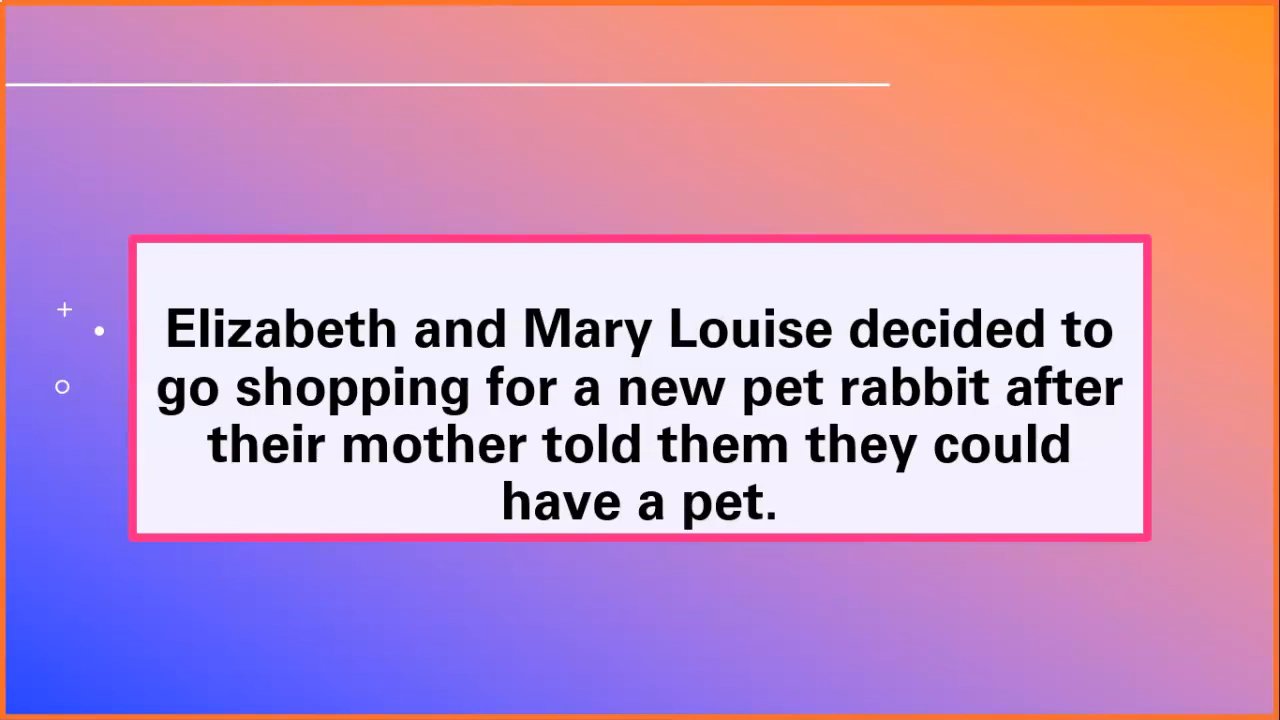 Elizabeth and Mary Louise decided to
go shopping for a new pet rabbit after
their mother told them they could
have a pet.